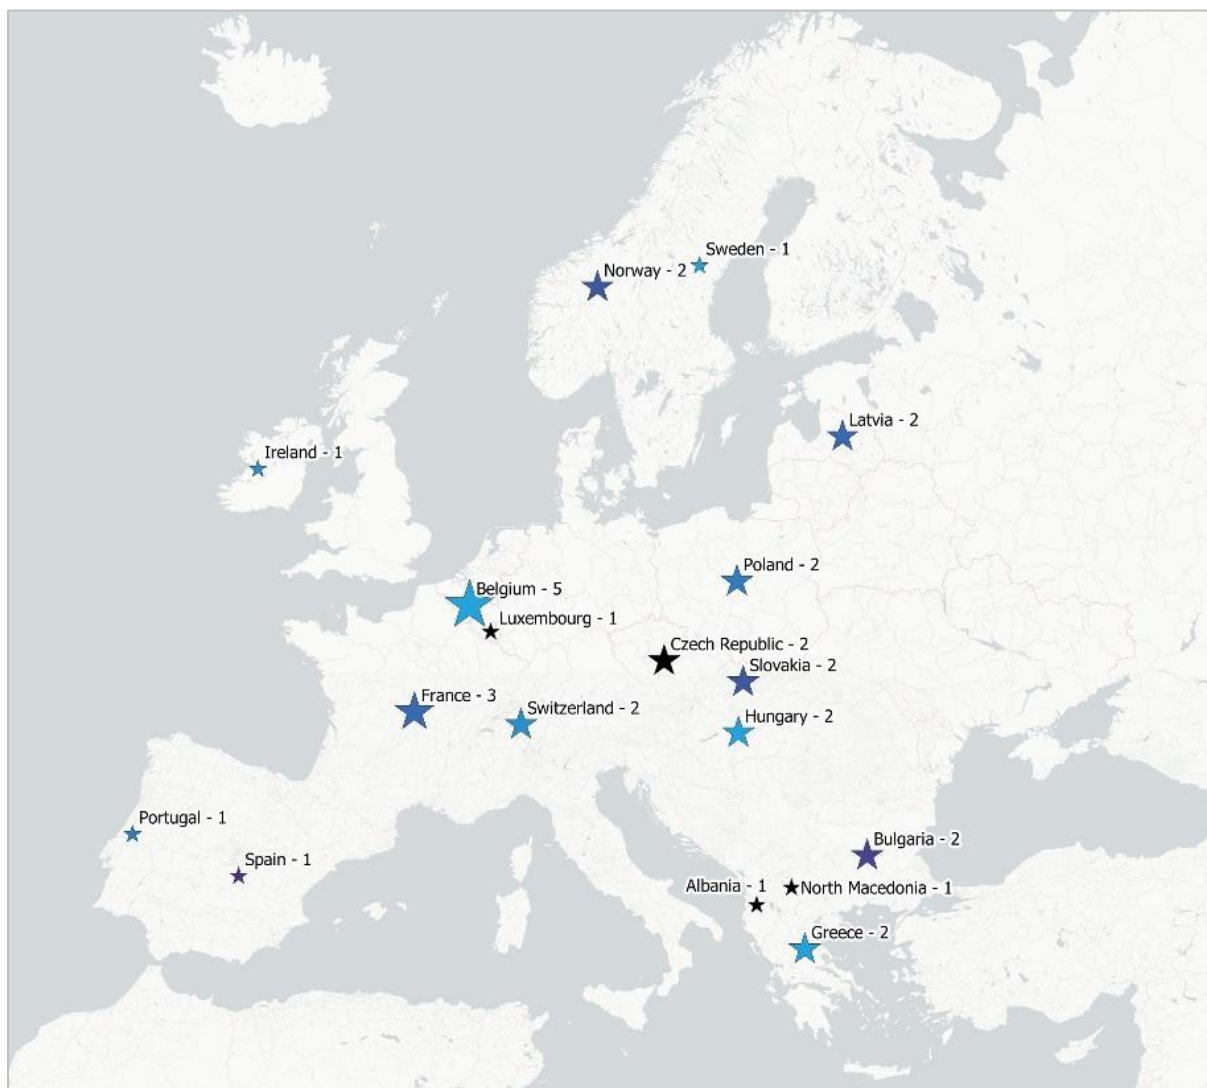 Sweden - 1
Norway - 2
Latvia - 2
Ireland - 1
Poland - 2
Belgium - 5
Luxembourg - 1
Czech Republic - 2
Slovakia - 2
France - 3
Switzerland - 2
Hungary - 2
Portugal - 1
Spain - 1
Bulgaria - 2
Albania - 1
North Macedonia - 1
Greece - 2